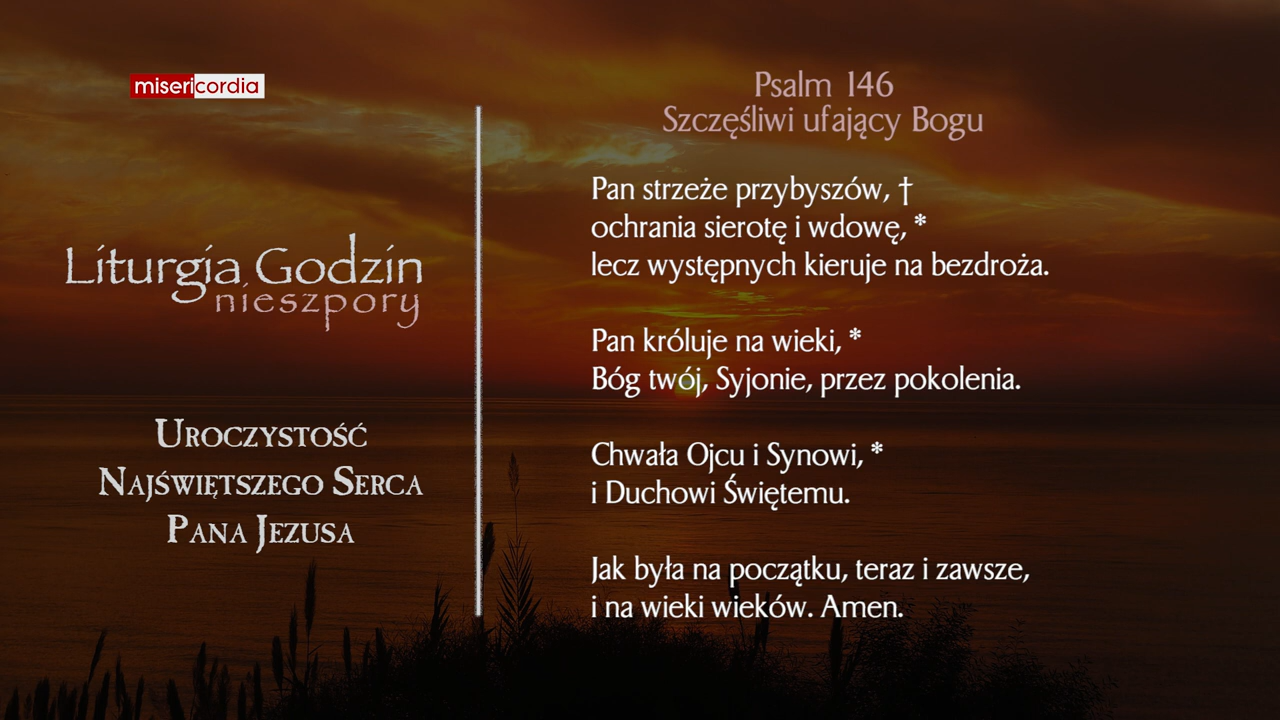 misericordia
Liturgia Godzin
nieszpory
Uroczystość
Najświętszego Serca
Pana Jezusa
Psalm 146
Szczęśliwi ufający Bogu
Pan strzeże przybyszów, †
ochrania sierotę i wdowę, *
lecz występnych kieruje na bezdroża.
Pan króluje na wieki, *
Bóg twój, Syjonie, przez pokolenia.
Chwała Ojcu i Synowi, *
i Duchowi Świętemu.
Jak była na początku, teraz i zawsze,
i na wieki wieków. Amen.